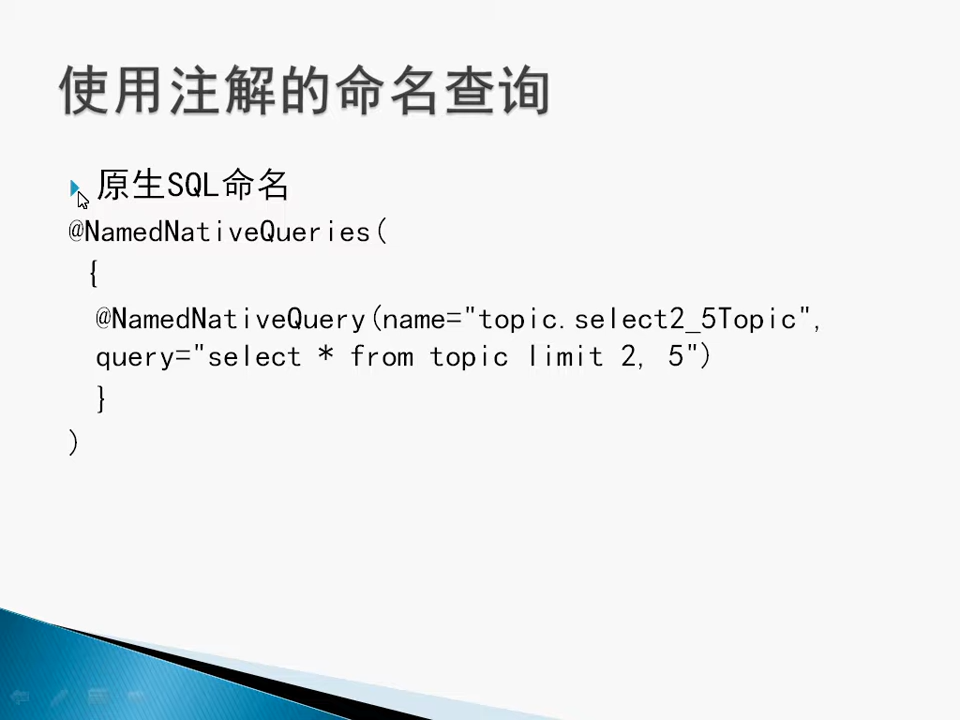 使用注解的命名查询
原生SQL命名
@NamedNativeQueries(
{
@NamedNativeQuery(name="topic.select2_5Topic",
query="select * from topic limit 2, 5")
}
)